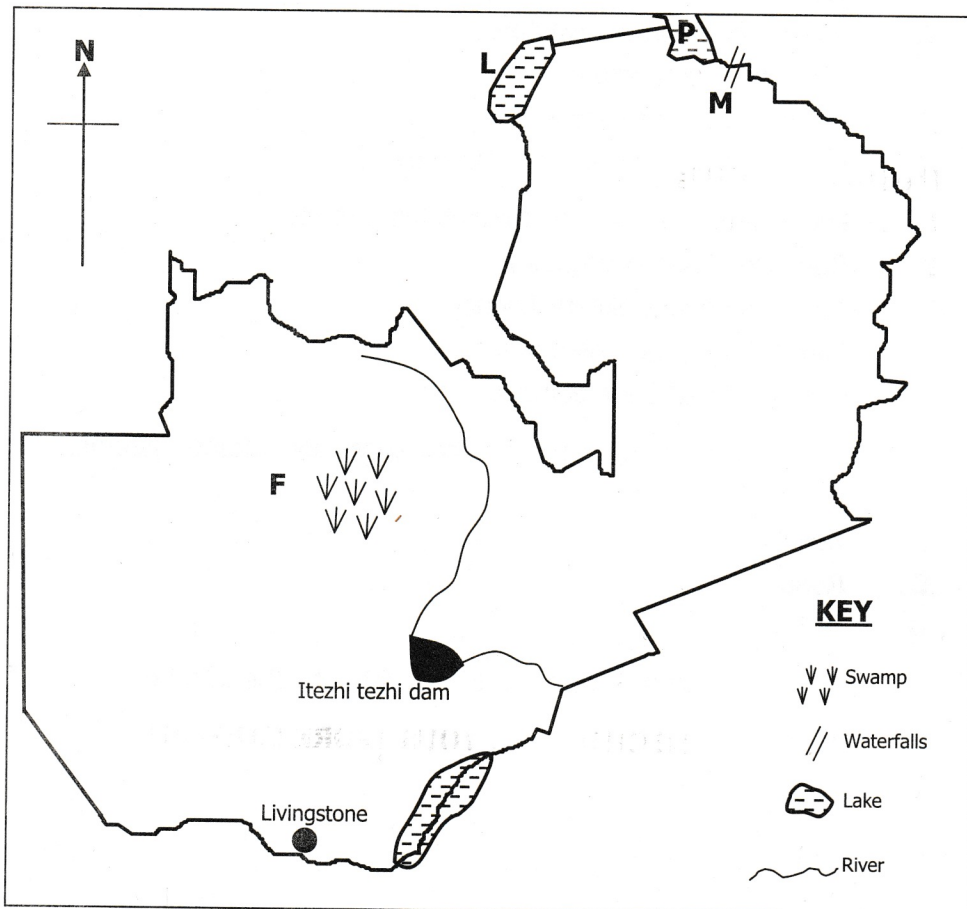 N
L
P
M
F
Itezhi tezhi dam
Livingstone
KEY
Swamp
Waterfalls
Lake
River